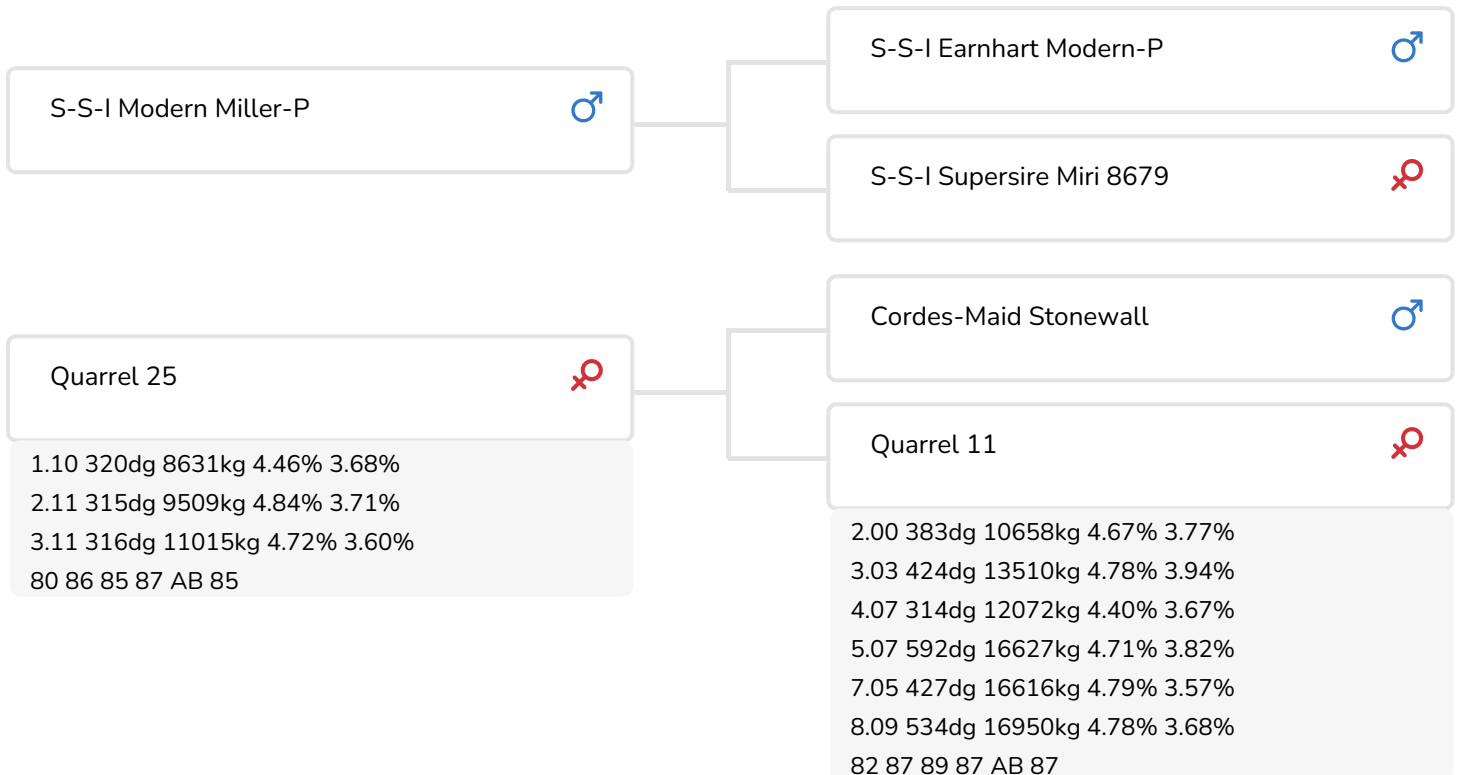 S-S-I Modern Miller-P
S-S-I Earnhart Modern-P
S-S-I Supersire Miri 8679
Quarrel 25
1.10 320dg 8631kg 4.46% 3.68%
2.11 315dg 9509kg 4.84% 3.71%
3.11 316dg 11015kg 4.72% 3.60%
80 86 85 87 AB 85
Cordes-Maid Stonewall
Quarrel 11
2.00 383dg 10658kg 4.67% 3.77%
3.03 424dg 13510kg 4.78% 3.94%
4.07 314dg 12072kg 4.40% 3.67%
5.07 592dg 16627kg 4.71% 3.82%
7.05 427dg 16616kg 4.79% 3.57%
8.09 534dg 16950kg 4.78% 3.68%
82 87 89 87 AB 87